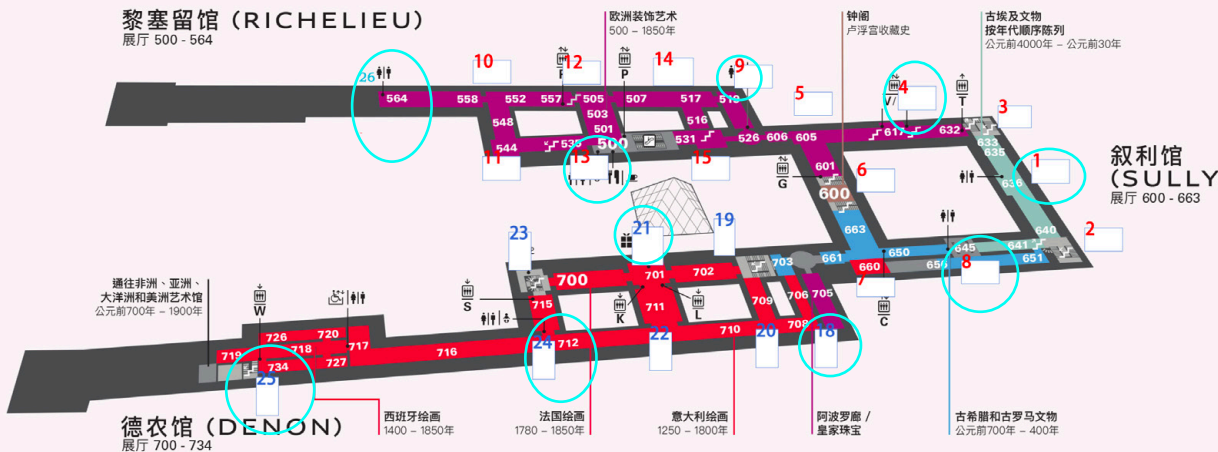 黎塞留馆 (RICHELIEU)
展厅 500 - 564
欧洲装饰艺术
500 – 1850年
钟阁
卢浮宫收藏史
古埃及文物
按年代顺序陈列
公元前4000年 – 公元前30年
10
12
14
9
26
P
5
4
V/
T
3
564
558
552
557
505
507
517
548
503
516
617
632
544
535
501
500
531
526
606
605
633
635
11
13
15
601
G
6
600
636
1
叙利馆
(SULLY
展厅 600 - 663
663
640
2
23
21
19
650
645
641
661
651
8
703
660
7
C
700
701
702
S
715
K
L
711
709
706
705
708
710
712
716
24
22
20
18
通往非洲、亚洲、
大洋洲和美洲艺术馆
公元前700年 – 1900年
W
726
720
719
718
717
734
727
25
德农馆 (DENON)
展厅 700 - 734
西班牙绘画
1400 – 1850年
法国绘画
1780 – 1850年
意大利绘画
1250 – 1800年
阿波罗廊 /
皇家珠宝
古希腊和古罗马文物
公元前700年 – 400年